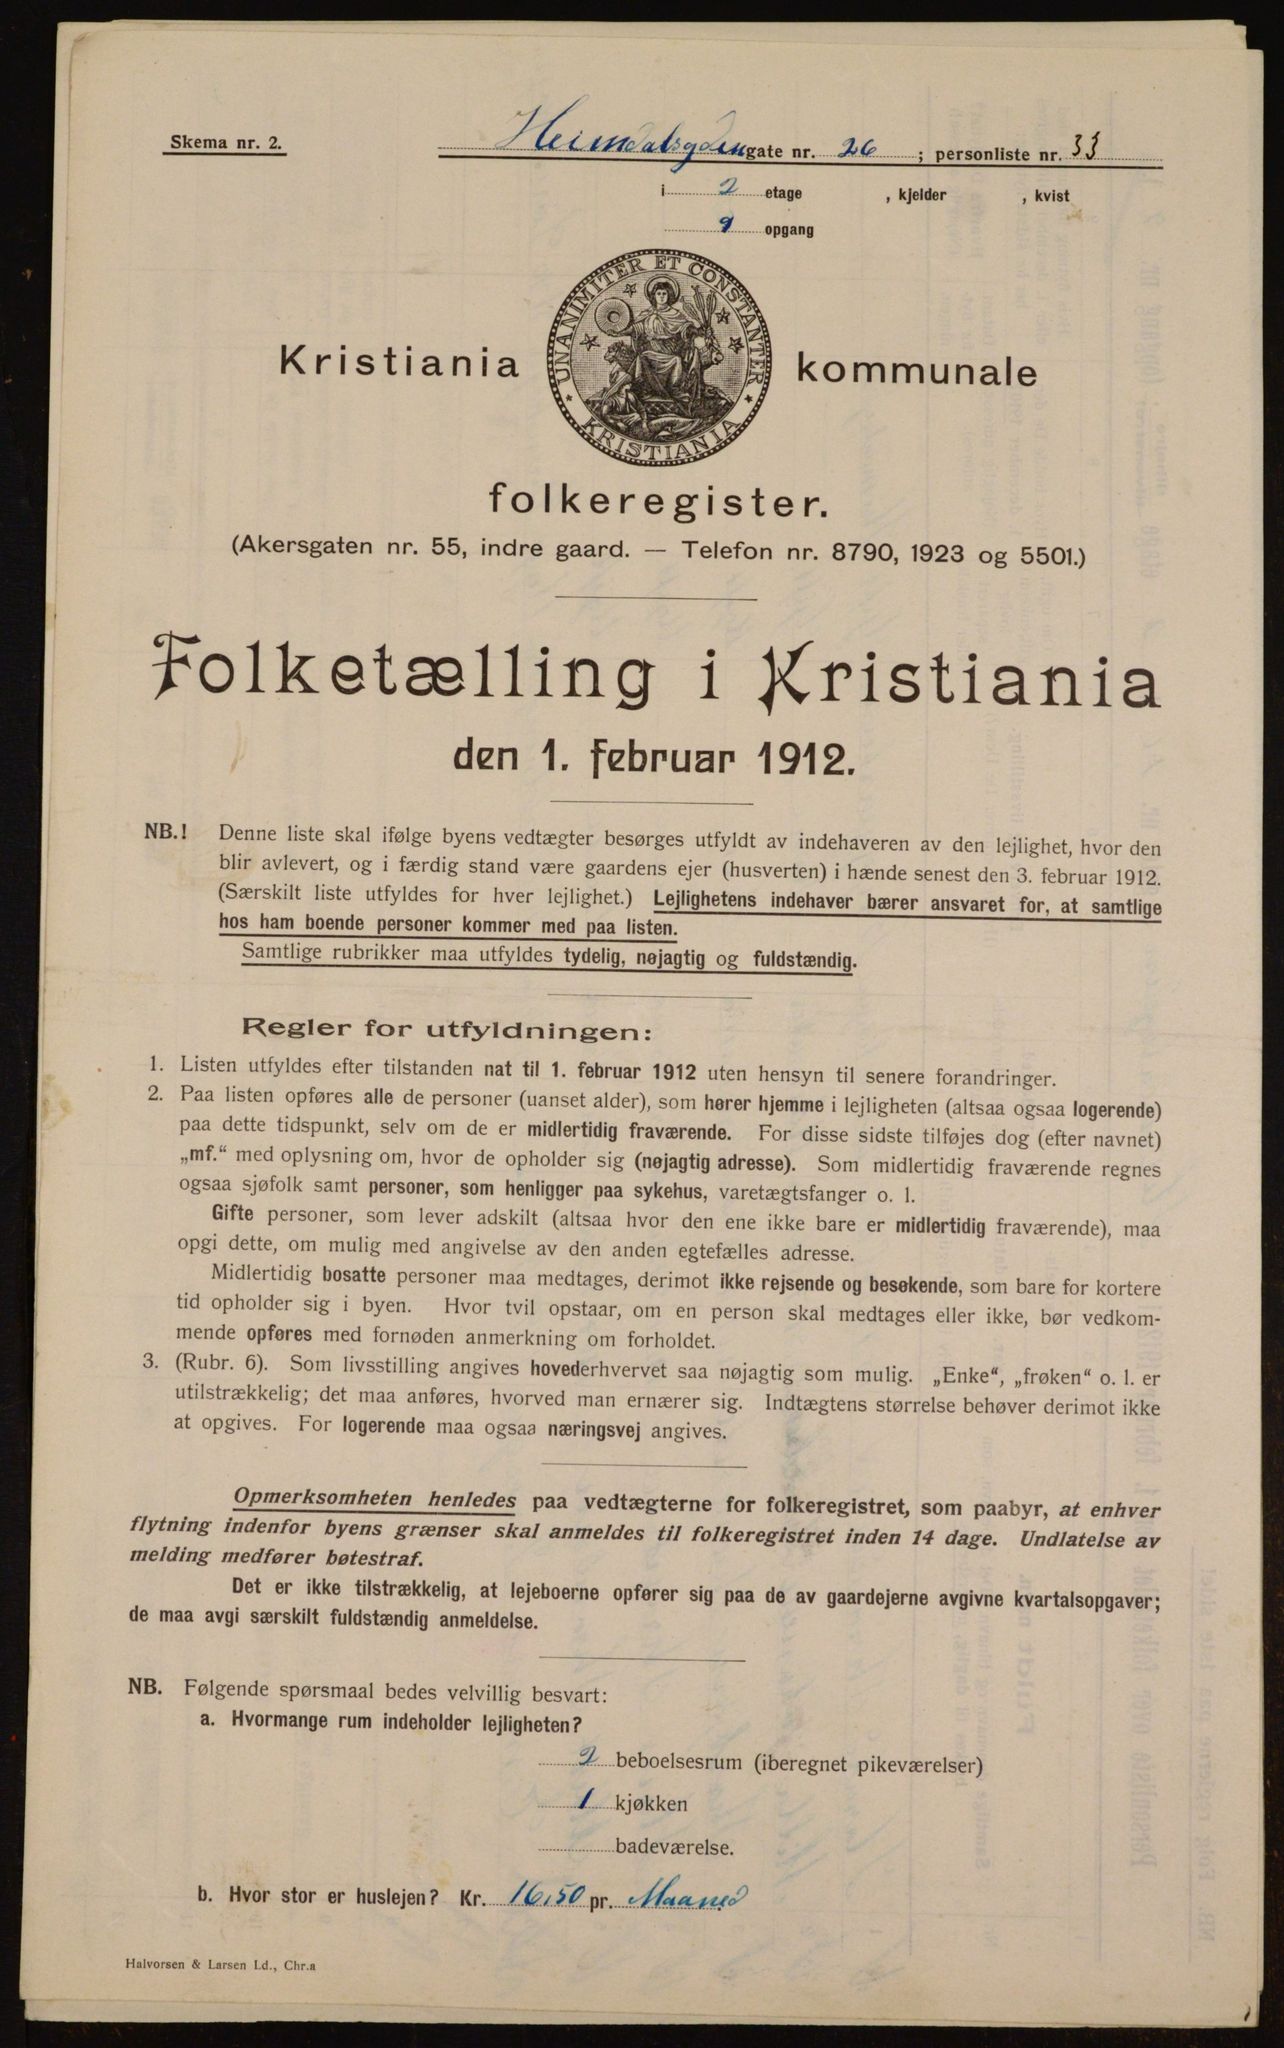 Skema nr. 2.
Heimdalsgdengate nr. 26 ; personliste nr. 33
i 2 etage , kjelder , kvist
9 opgang
UNANIMITER ET CONSTANTER
KRISTIANIA
Kristiania kommunale
folkeregister.
(Akersgaten nr. 55, indre gaard. — Telefon nr. 8790, 1923 og 5501.)
Folketælling i Kristiania
den 1. februar 1912.
NB.! Denne liste skal ifølge byens vedtægter besørges utfyldt av indehaveren av den lejlighet, hvor den
blir avlevert, og i færdig stand være gaardens ejer (husverten) i hænde senest den 3. februar 1912.
(Særskilt liste utfyldes for hver lejlighet.) Lejlighetens indehaver bærer ansvaret for, at samtlige
hos ham boende personer kommer med paa listen.
Samtlige rubrikker maa utfyldes tydelig, nøjagtig og fuldstændig.
Regler for utfyldningen:
1. Listen utfyldes efter tilstanden nat til 1. februar 1912 uten hensyn til senere forandringer.
2. Paa listen opføres alle de personer (uanset alder), som hører hjemme i lejligheten (altsaa ogsaa logerende)
paa dette tidspunkt, selv om de er midlertidig fraværende. For disse sidste tilføjes dog (efter navnet)
„mf.“ med oplysning om, hvor de opholder sig (nøjagtig adresse). Som midlertidig fraværende regnes
ogsaa sjøfolk samt personer, som henligger paa sykehus, varetægtsfanger o. l.
Gifte personer, som lever adskilt (altsaa hvor den ene ikke bare er midlertidig fraværende), maa
opgi dette, om mulig med angivelse av den anden egtefælles adresse.
Midlertidig bosatte personer maa medtages, derimot ikke rejsende og besøkende, som bare for kortere
tid opholder sig i byen. Hvor tvil opstaar, om en person skal medtages eller ikke, bør vedkom-
mende opføres med fornøden anmerkning om forholdet.
3. (Rubr. 6). Som livsstilling angives hovederhvervet saa nøjagtig som mulig. „Enke“, „frøken“ o. l. er
utilstrækkelig; det maa anføres, hvorved man ernærer sig. Indtægtens størrelse behøver derimot ikke
at opgives. For logerende maa ogsaa næringsvej angives.
Opmerksomheten henledes paa vedtægterne for folkeregistret, som paabyr, at enhver
flytning indenfor byens grænser skal anmeldes til folkeregistret inden 14 dage. Undlatelse av
melding medfører bøtestraf.
Det er ikke tilstrækkelig, at lejeboerne opfører sig paa de av gaardejerne avgivne kvartalsopgaver;
de maa avgi særskilt fuldstændig anmeldelse.
NB. Følgende spørsmaal bedes velvillig besvart:
a. Hvormange rum indeholder lejligheten?
2 beboelsesrum (iberegnet pikeværelser)
1 kjøkken
badeværelse.
b. Hvor stor er huslejen? Kr. 16,50 pr. Maaned
Halvorsen & Larsen Ld., Chr.a